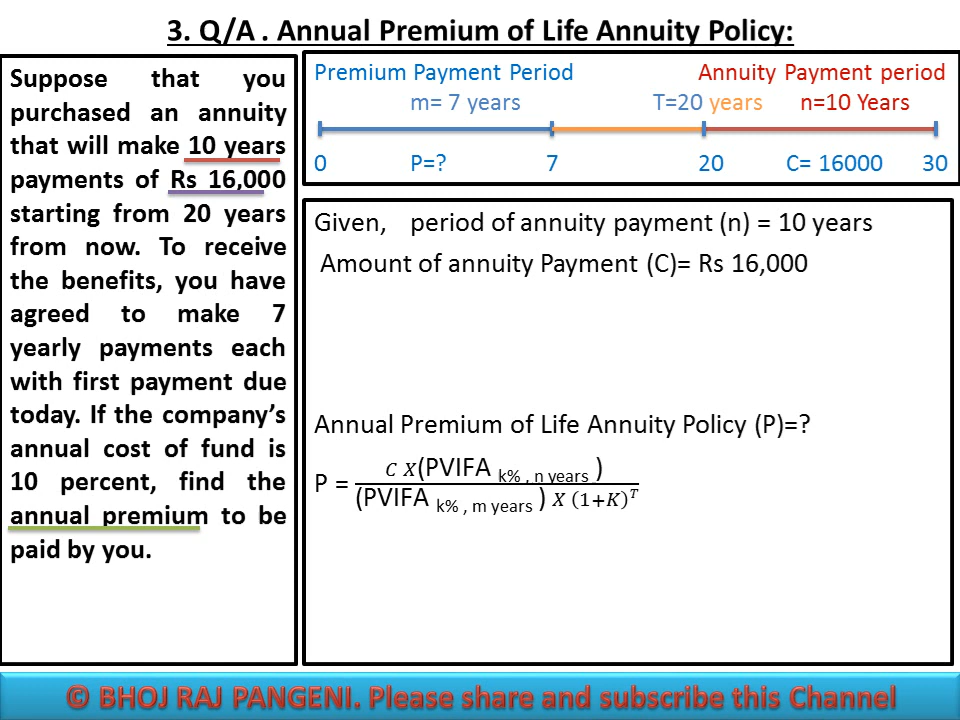 3. Q/A . Annual Premium of Life Annuity Policy:
Suppose that you
purchased an annuity
that will make 10 years
payments of Rs 16,000
starting from 20 years
from now. To receive
the benefits, you have
agreed to make 7
yearly payments each
with first payment due
today. If the company's
annual cost of fund is
10 percent, find the
annual premium to be
paid by you.
Premium Payment Period Annuity Payment period
m= 7 years T=20 years n=10 Years
0 P=? 7 20 C= 16000 30
Given, period of annuity payment (n) = 10 years
Amount of annuity Payment (C)= Rs 16,000
Annual Premium of Life Annuity Policy (P)=?
P = C X(PVIFA k% , n years )
(PVIFA k% , m years ) X (1+K)^T
© BHOJ RAJ PANGENI. Please share and subscribe this Channel